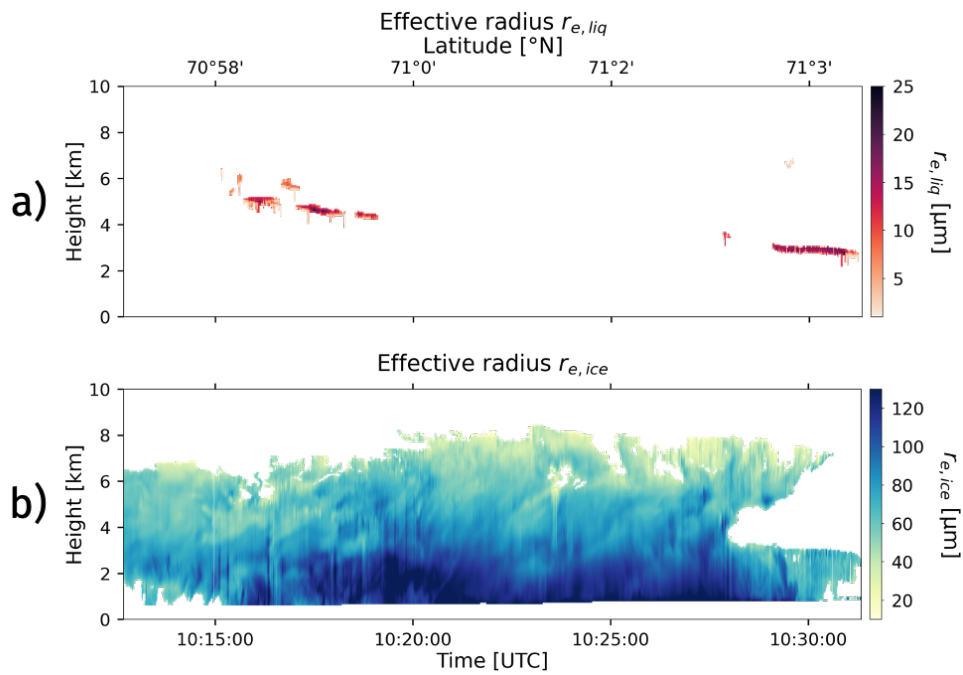 Effective radius r_e,liq
Latitude [°N]
70°58' 71°0' 71°2' 71°3'
a)
Height [km]
10
8
6
4
2
0
25
20
15
10
5
r_e,liq [μm]
Effective radius r_e,ice
b)
Height [km]
10
8
6
4
2
0
120
100
80
60
40
20
r_e,ice [μm]
10:15:00 10:20:00 10:25:00 10:30:00
Time [UTC]